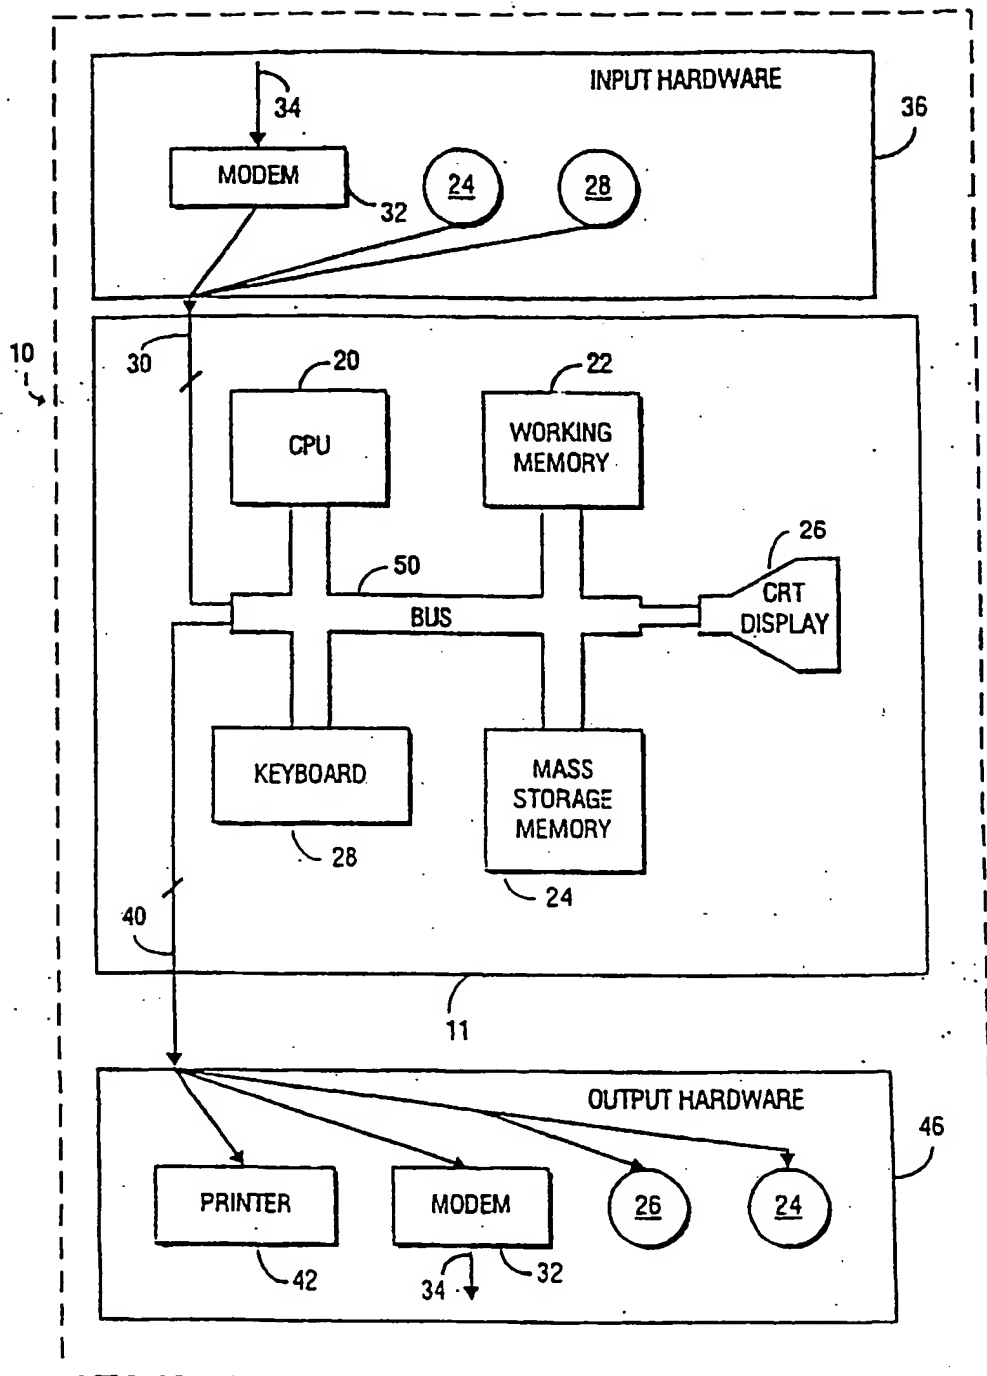 INPUT HARDWARE
34
36
MODEM
24
28
32
30
10
20
22
CPU
WORKING
MEMORY
26
50
CRT
DISPLAY
BUS
KEYBOARD
MASS
STORAGE
MEMORY
28
24
40
11
OUTPUT HARDWARE
46
PRINTER
MODEM
26
24
42
34
32